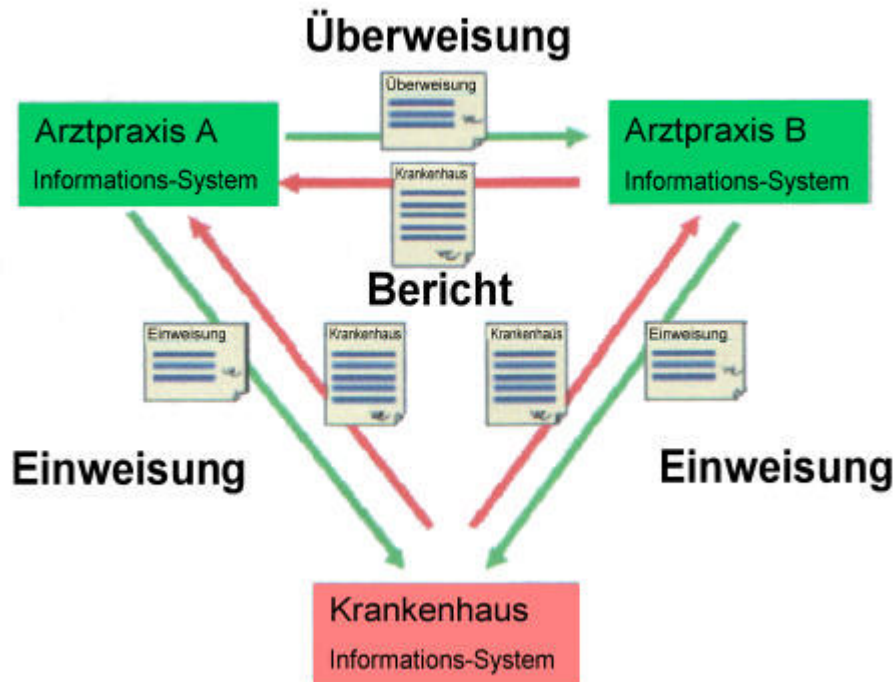 Überweisung
Überweisung
Arztpraxis A
Informations-System
Arztpraxis B
Informations-System
Krankenhaus
Bericht
Einweisung
Krankenhaus
Krankenhaus
Einweisung
Einweisung
Einweisung
Krankenhaus
Informations-System